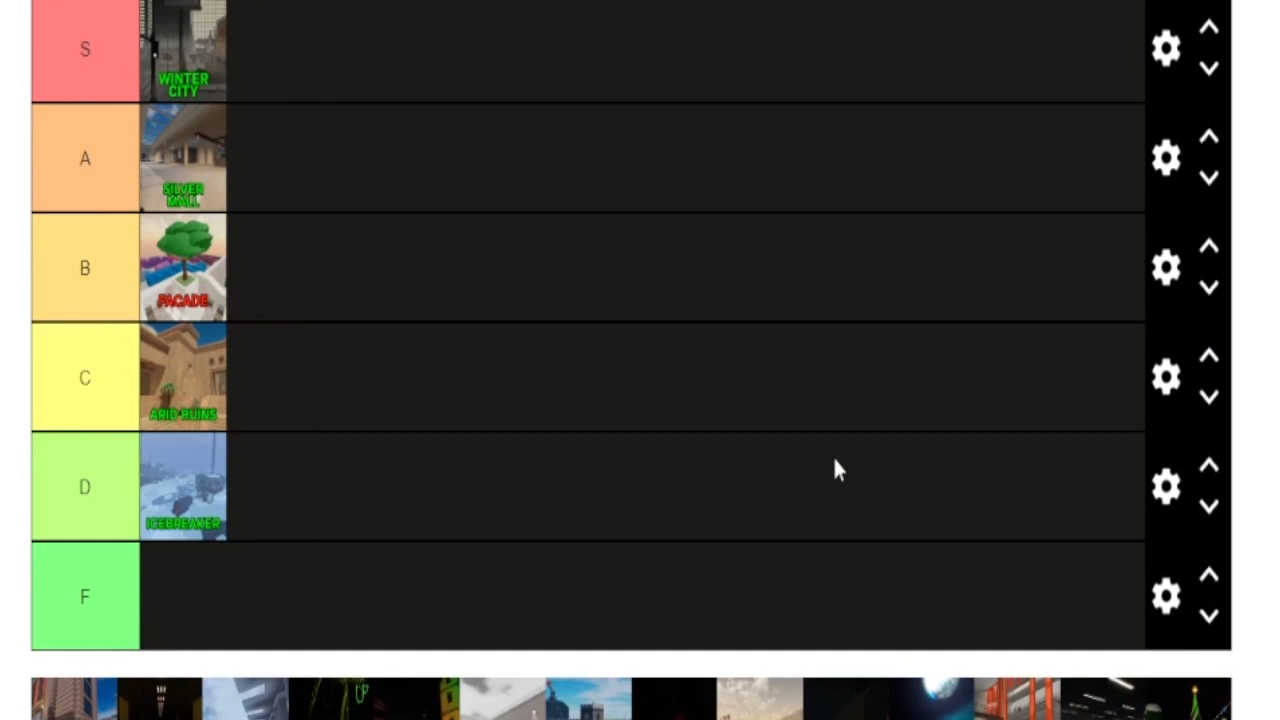 S
WINTER
CITY
A
SILVER
MALL
B
FACADE
C
ARID RUINS
D
ICEBREAKER
F